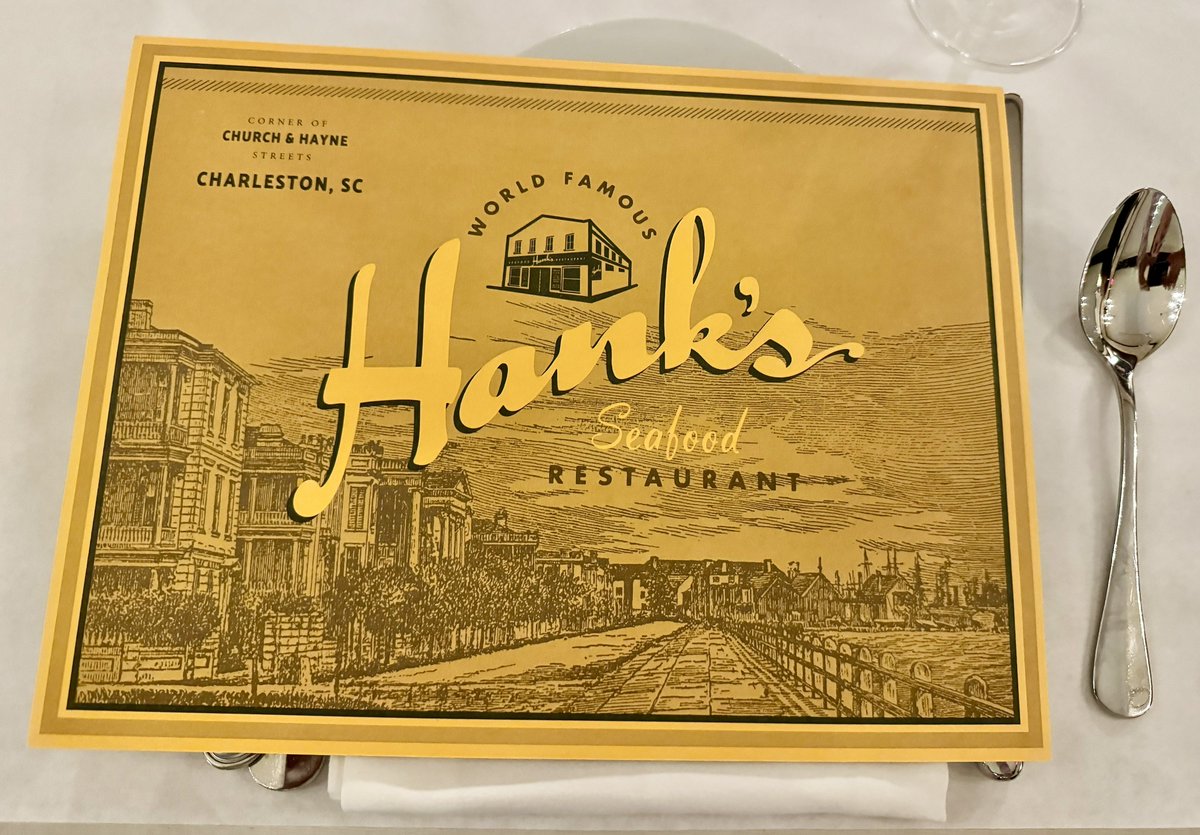 CORNER OF
CHURCH & HAYNE
STREETS
CHARLESTON, SC
WORLD FAMOUS
Hank's
Seafood
RESTAURANT